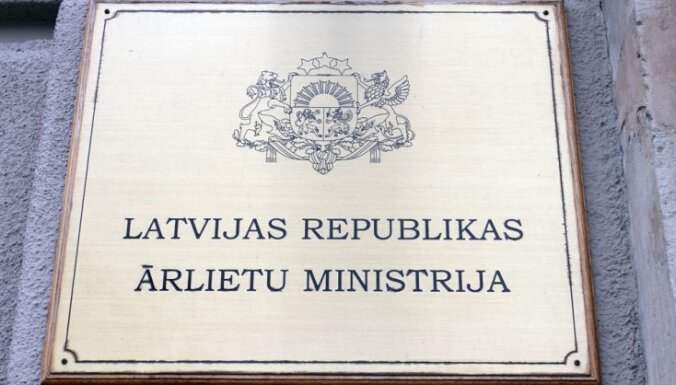 LATVIJAS REPUBLIKAS
ĀRLIETU MINISTRIJA